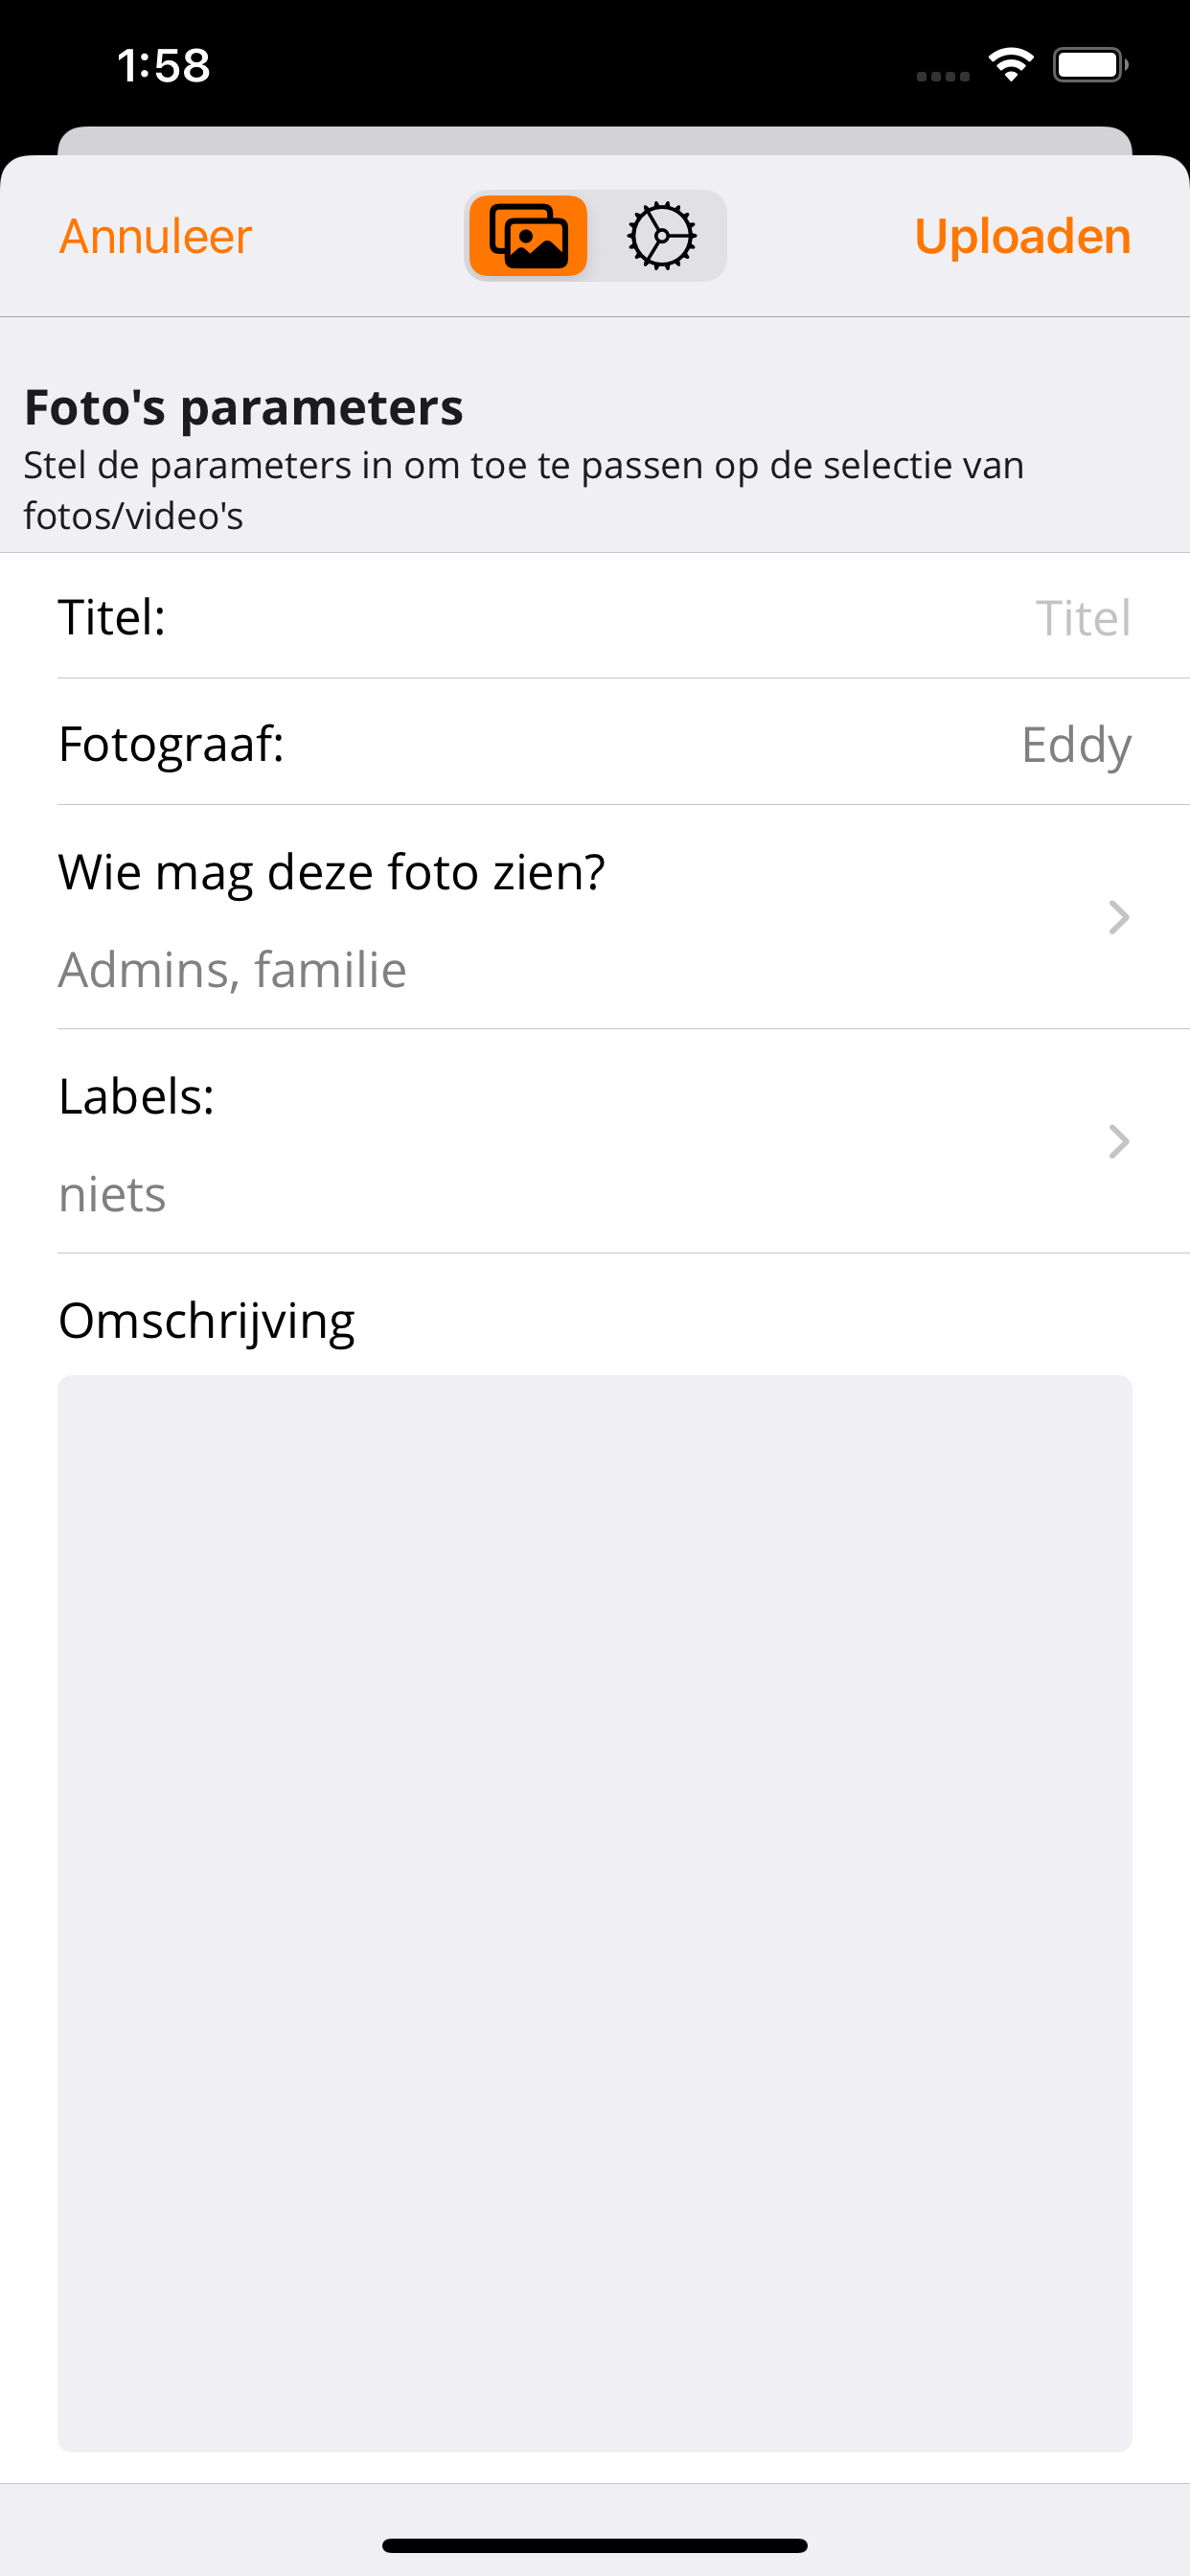 1:58
Annuleer
Uploaden
Foto's parameters
Stel de parameters in om toe te passen op de selectie van
fotos/video's
Titel:
Titel
Fotograaf:
Eddy
Wie mag deze foto zien?
Admins, familie
Labels:
niets
Omschrijving